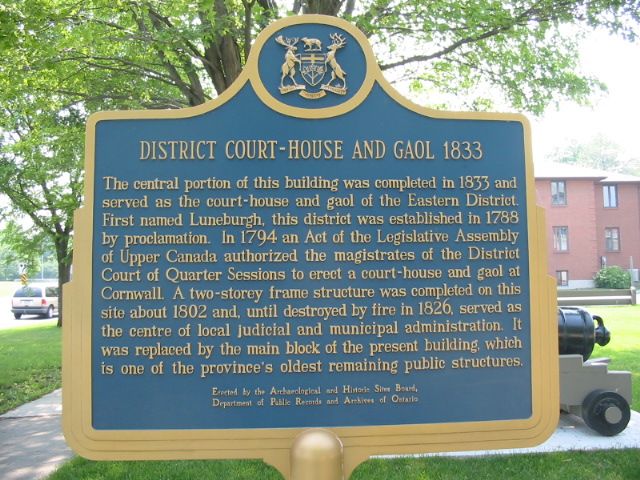 DISTRICT COURT-HOUSE AND GAOL 1833
The central portion of this building was completed in 1833 and
served as the court-house and gaol of the Eastern District.
First named Luneburgh, this district was established in 1788
by proclamation. In 1794 an Act of the Legislative Assembly
of Upper Canada authorized the magistrates of the District
Court of Quarter Sessions to erect a court-house and gaol at
Cornwall. A two-storey frame structure was completed on this
site about 1802 and, until destroyed by fire in 1826, served as
the centre of local judicial and municipal administration. It
was replaced by the main block of the present building, which
is one of the province's oldest remaining public structures.
Erected by the Archaeological and Historic Sites Board,
Department of Public Records and Archives of Ontario